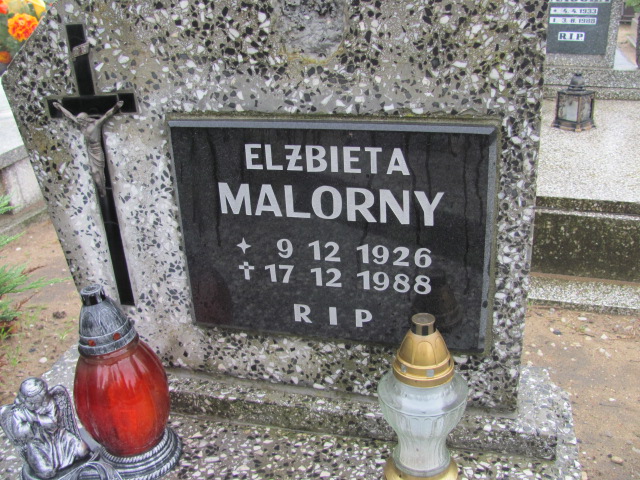 ELŻBIETA
MALORNY
✦ 9 12 1926
✝ 17 12 1988
R I P
RIP